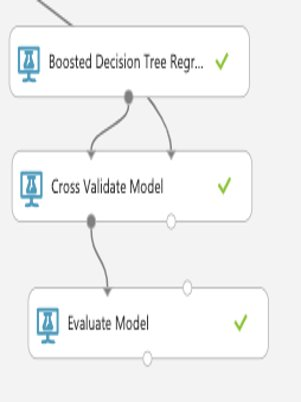 Boosted Decision Tree Regr...
Cross Validate Model
Evaluate Model